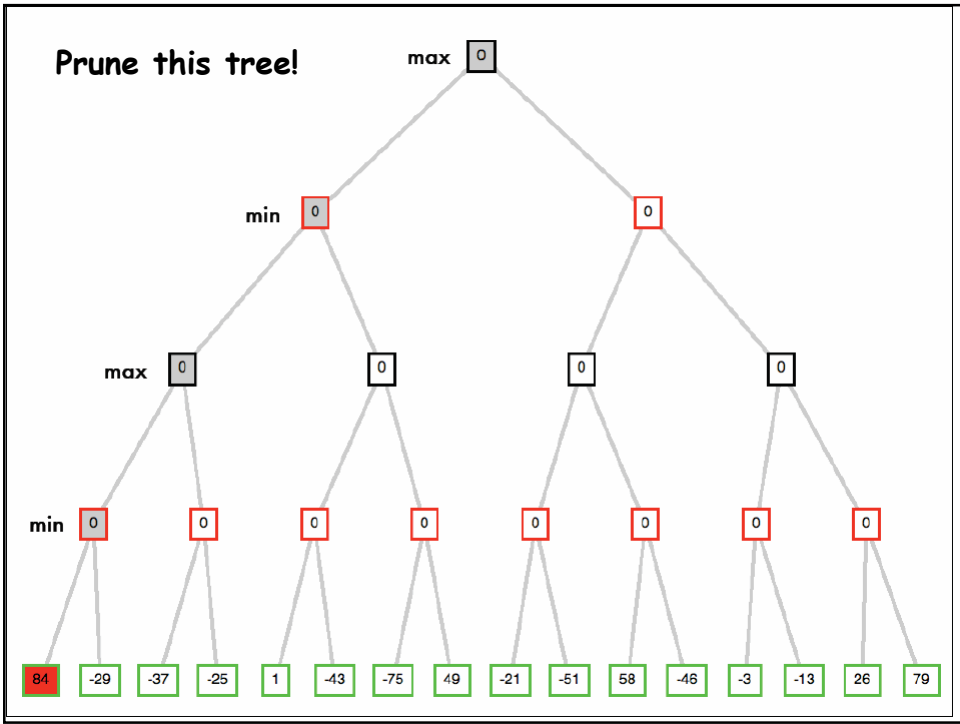 Prune this tree!
max 0
min 0 0
max 0 0 0 0
min 0 0 0 0 0 0 0 0
84 -29 -37 -25 1 -43 -75 49 -21 -51 58 -46 -3 -13 26 79